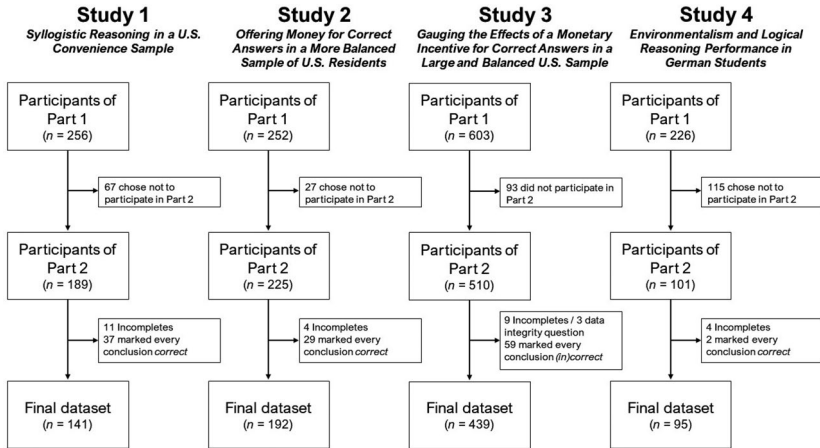 Study 1
Syllogistic Reasoning in a U.S.
Convenience Sample
Participants of
Part 1
(n = 256)
67 chose not to
participate in Part 2
Participants of
Part 2
(n = 189)
11 Incompletes
37 marked every
conclusion correct
Final dataset
(n = 141)
Study 2
Offering Money for Correct
Answers in a More Balanced
Sample of U.S. Residents
Participants of
Part 1
(n = 252)
27 chose not to
participate in Part 2
Participants of
Part 2
(n = 225)
4 Incompletes
29 marked every
conclusion correct
Final dataset
(n = 192)
Study 3
Gauging the Effects of a Monetary
Incentive for Correct Answers in a
Large and Balanced U.S. Sample
Participants of
Part 1
(n = 603)
93 did not participate in
Part 2
Participants of
Part 2
(n = 510)
9 Incompletes / 3 data
integrity question
59 marked every
conclusion (in)correct
Final dataset
(n = 439)
Study 4
Environmentalism and Logical
Reasoning Performance in
German Students
Participants of
Part 1
(n = 226)
115 chose not to
participate in Part 2
Participants of
Part 2
(n = 101)
4 Incompletes
2 marked every
conclusion correct
Final dataset
(n = 95)